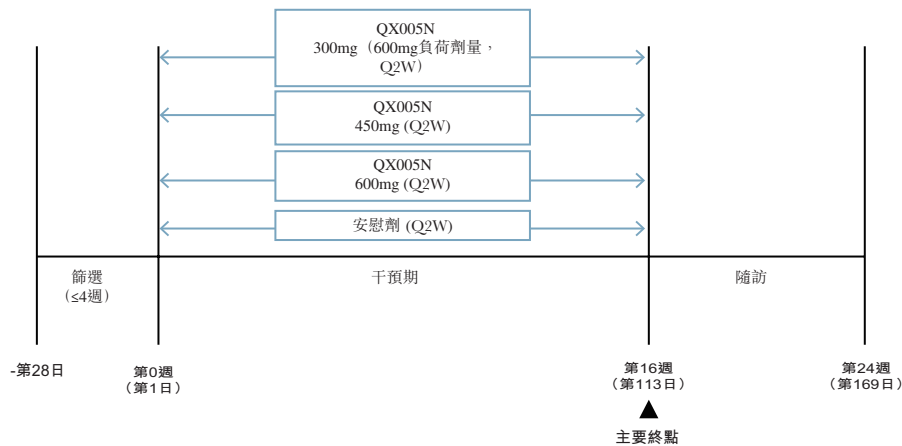 QX005N
300mg（600mg負荷劑量，
Q2W）
QX005N
450mg (Q2W)
QX005N
600mg (Q2W)
安慰劑 (Q2W)
篩選
（≤4週）
干預期
隨訪
-第28日
第0週
（第1日）
第16週
（第113日）
第24週
（第169日）
主要終點